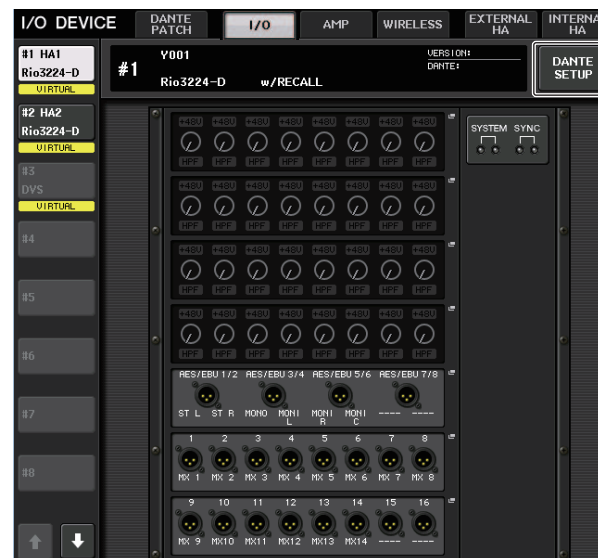 I/O DEVICE
DANTE PATCH
I/O
AMP
WIRELESS
EXTERNAL HA
INTERNA HA
#1 HA1
Rio3224-D
VIRTUAL
#2 HA2
Rio3224-D
VIRTUAL
#3
DVS
VIRTUAL
#4
#5
#6
#7
#8
#1
Y001
Rio3224-D w/RECALL
VERSION:
DANTE:
DANTE SETUP
SYSTEM SYNC
+48V +48V +48V +48V +48V +48V +48V +48V
HPF HPF HPF HPF HPF HPF HPF HPF
+48V +48V +48V +48V +48V +48V +48V +48V
HPF HPF HPF HPF HPF HPF HPF HPF
+48V +48V +48V +48V +48V +48V +48V +48V
HPF HPF HPF HPF HPF HPF HPF HPF
+48V +48V +48V +48V +48V +48V +48V +48V
HPF HPF HPF HPF HPF HPF HPF HPF
AES/EBU 1/2 AES/EBU 3/4 AES/EBU 5/6 AES/EBU 7/8
ST L ST R MONO MONI L MONI R MONI C ---- ----
1 2 3 4 5 6 7 8
MX 1 MX 2 MX 3 MX 4 MX 5 MX 6 MX 7 MX 8
9 10 11 12 13 14 15 16
MX 9 MX10 MX11 MX12 MX13 MX14 ---- ----